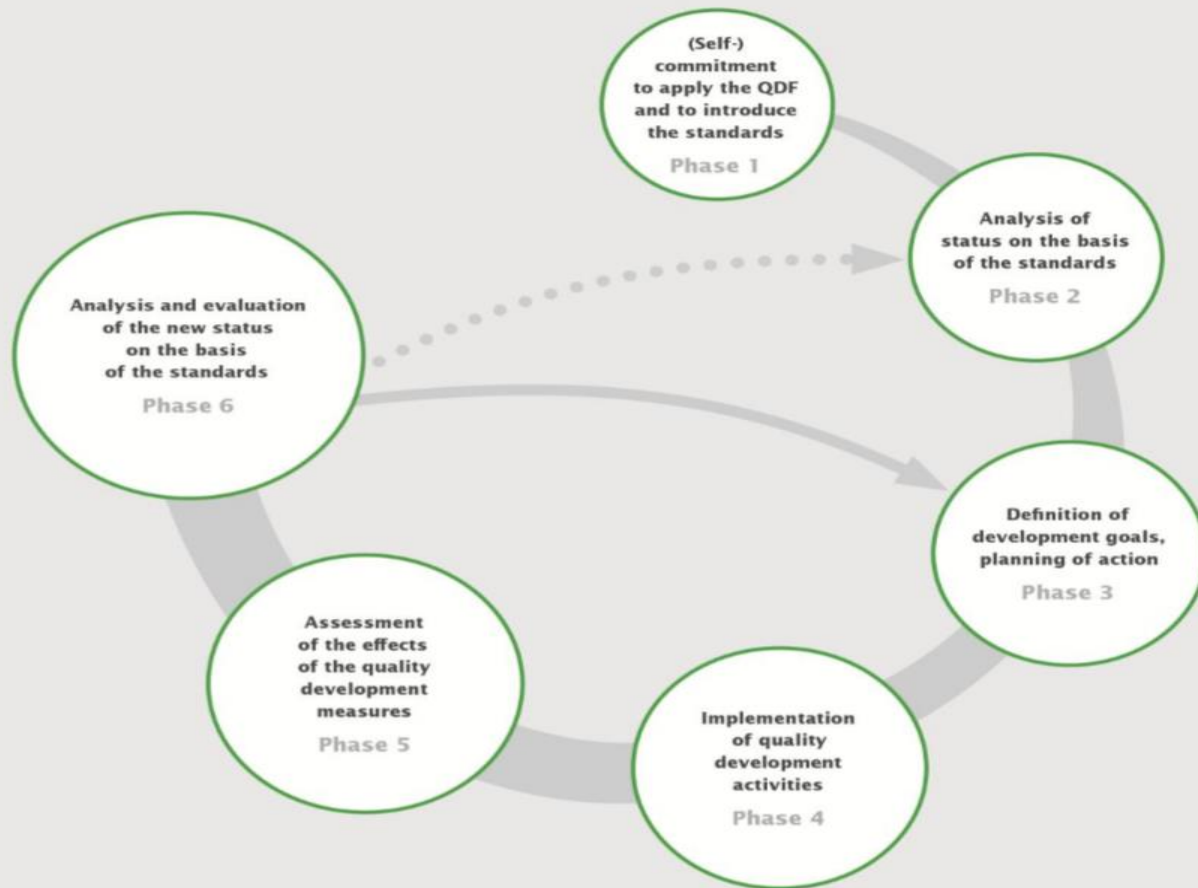 (Self-)
commitment
to apply the QDF
and to introduce
the standards
Phase 1
Analysis of
status on the basis
of the standards
Phase 2
Definition of
development goals,
planning of action
Phase 3
Implementation
of quality
development
activities
Phase 4
Assessment
of the effects
of the quality
development
measures
Phase 5
Analysis and evaluation
of the new status
on the basis
of the standards
Phase 6